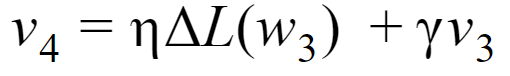 v₄ = ηΔL(w₃) + γv₃